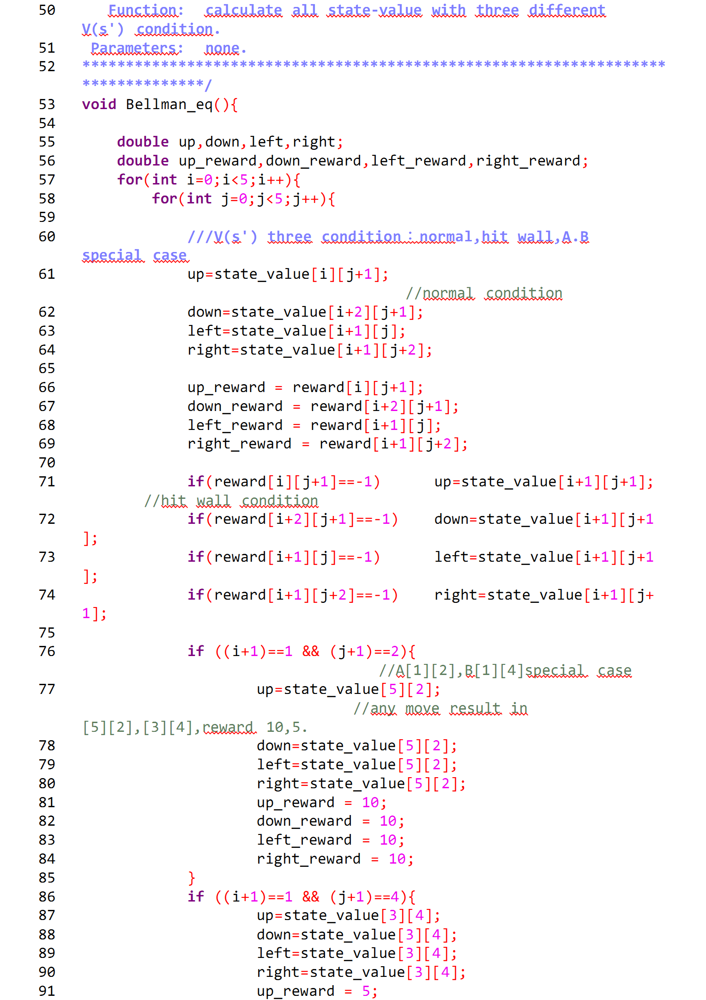 50 Function: calculate all state-value with three different
V(s') condition.
51 Parameters: none.
52 *******************************************************************
**************/
53 void Bellman_eq(){
54
55 double up,down,left,right;
56 double up_reward,down_reward,left_reward,right_reward;
57 for(int i=0;i<5;i++){
58 for(int j=0;j<5;j++){
59
60 ///V(s') three condition：normal,hit wall,A.B
special case
61 up=state_value[i][j+1];
//normal condition
62 down=state_value[i+2][j+1];
63 left=state_value[i+1][j];
64 right=state_value[i+1][j+2];
65
66 up_reward = reward[i][j+1];
67 down_reward = reward[i+2][j+1];
68 left_reward = reward[i+1][j];
69 right_reward = reward[i+1][j+2];
70
71 if(reward[i][j+1]==-1) up=state_value[i+1][j+1];
//hit wall condition
72 if(reward[i+2][j+1]==-1) down=state_value[i+1][j+1
];
73 if(reward[i+1][j]==-1) left=state_value[i+1][j+1
];
74 if(reward[i+1][j+2]==-1) right=state_value[i+1][j+
1];
75
76 if ((i+1)==1 && (j+1)==2){
//A[1][2],B[1][4]special case
77 up=state_value[5][2];
//any move result in
[5][2],[3][4],reward 10,5.
78 down=state_value[5][2];
79 left=state_value[5][2];
80 right=state_value[5][2];
81 up_reward = 10;
82 down_reward = 10;
83 left_reward = 10;
84 right_reward = 10;
85 }
86 if ((i+1)==1 && (j+1)==4){
87 up=state_value[3][4];
88 down=state_value[3][4];
89 left=state_value[3][4];
90 right=state_value[3][4];
91 up_reward = 5;